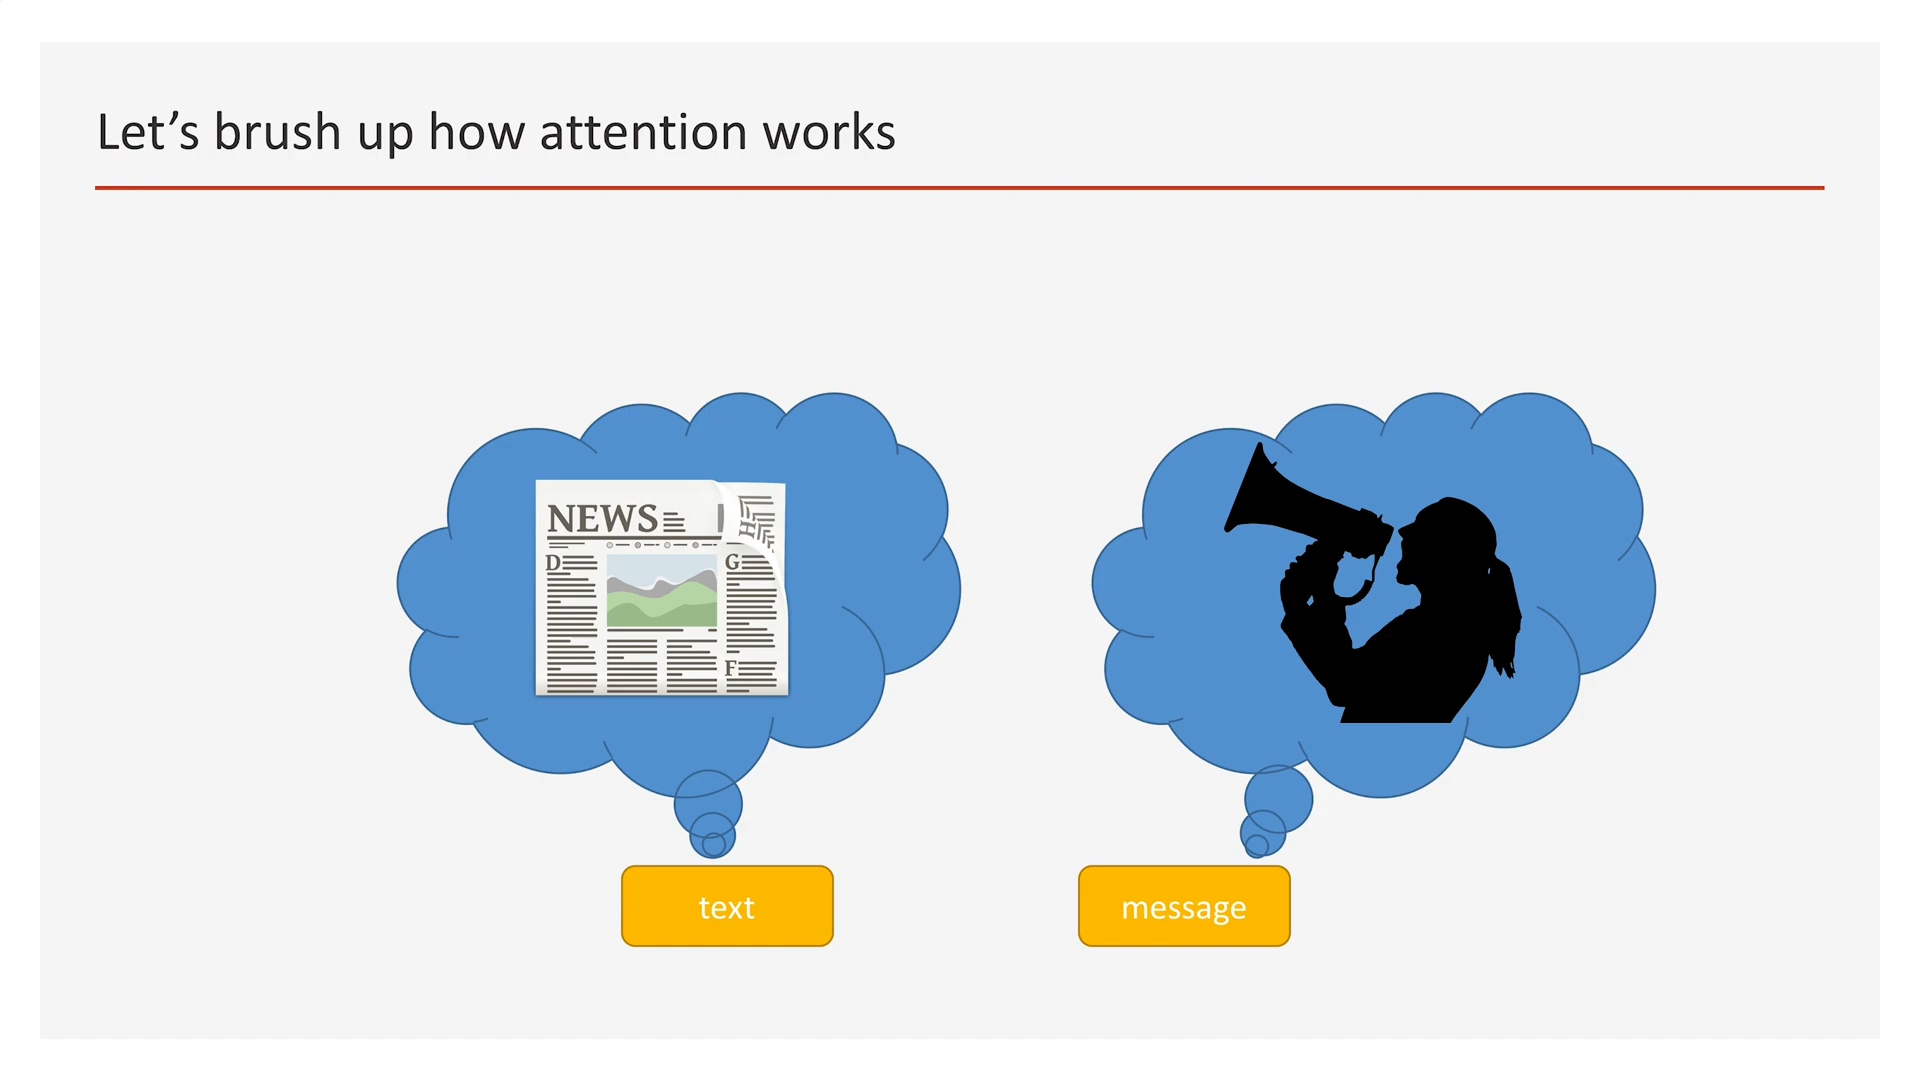 Let’s brush up how attention works
NEWS
H
D
G
F
text
message